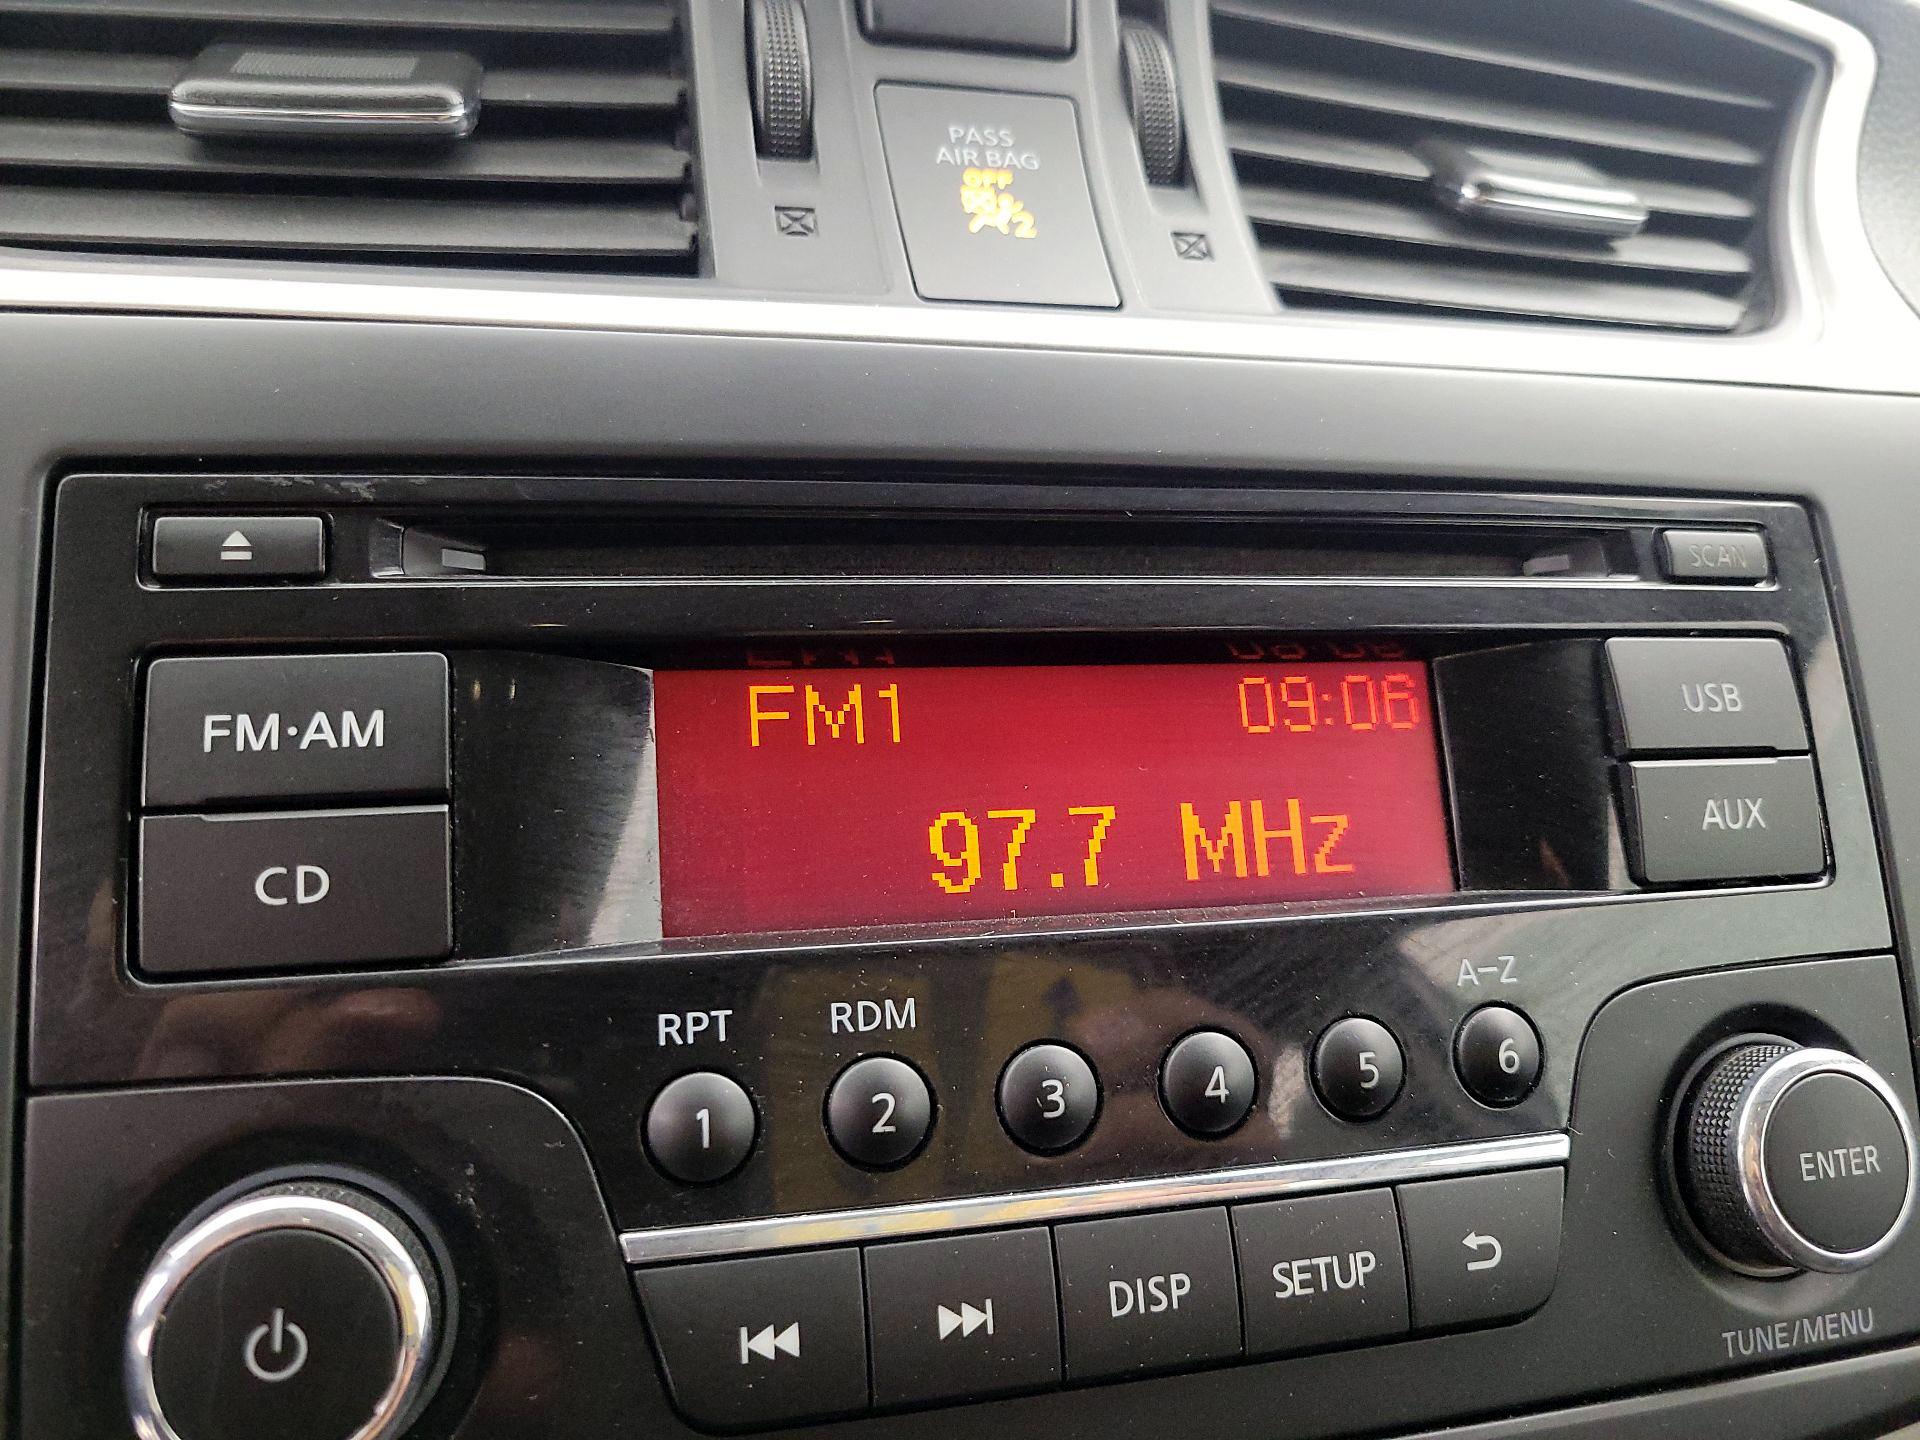 PASS
AIR BAG
OFF
2
SCAN
FM·AM
FM1 09:06
USB
97.7 MHz
AUX
CD
RPT RDM A-Z
1 2 3 4 5 6
ENTER
DISP SETUP
TUNE/MENU